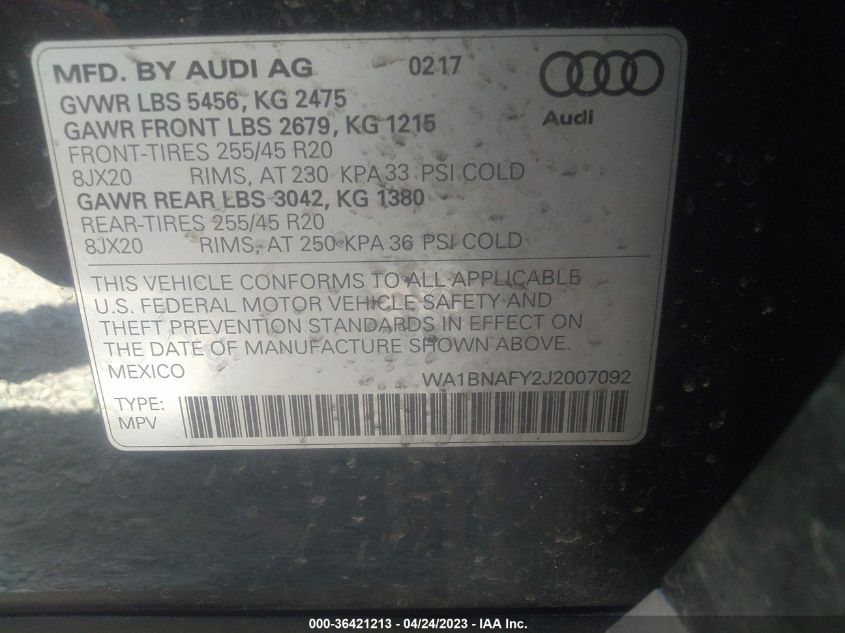 MFD. BY AUDI AG 0217
Audi
GVWR LBS 5456, KG 2475
GAWR FRONT LBS 2679, KG 1215
FRONT-TIRES 255/45 R20
8JX20 RIMS, AT 230 KPA 33 PSI COLD
GAWR REAR LBS 3042, KG 1380
REAR-TIRES 255/45 R20
8JX20 RIMS, AT 250 KPA 36 PSI COLD
THIS VEHICLE CONFORMS TO ALL APPLICABLE
U.S. FEDERAL MOTOR VEHICLE SAFETY AND
THEFT PREVENTION STANDARDS IN EFFECT ON
THE DATE OF MANUFACTURE SHOWN ABOVE.
MEXICO WA1BNAFY2J2007092
TYPE:
MPV
000-36421213 - 04/24/2023 - IAA Inc.